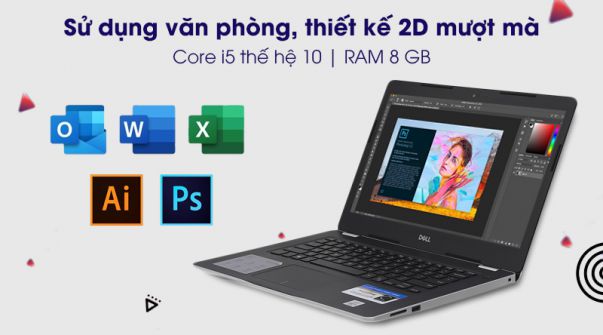 Sử dụng văn phòng, thiết kế 2D mượt mà
Core i5 thế hệ 10 | RAM 8 GB
O
W
X
Ai
Ps
Ps
DELL